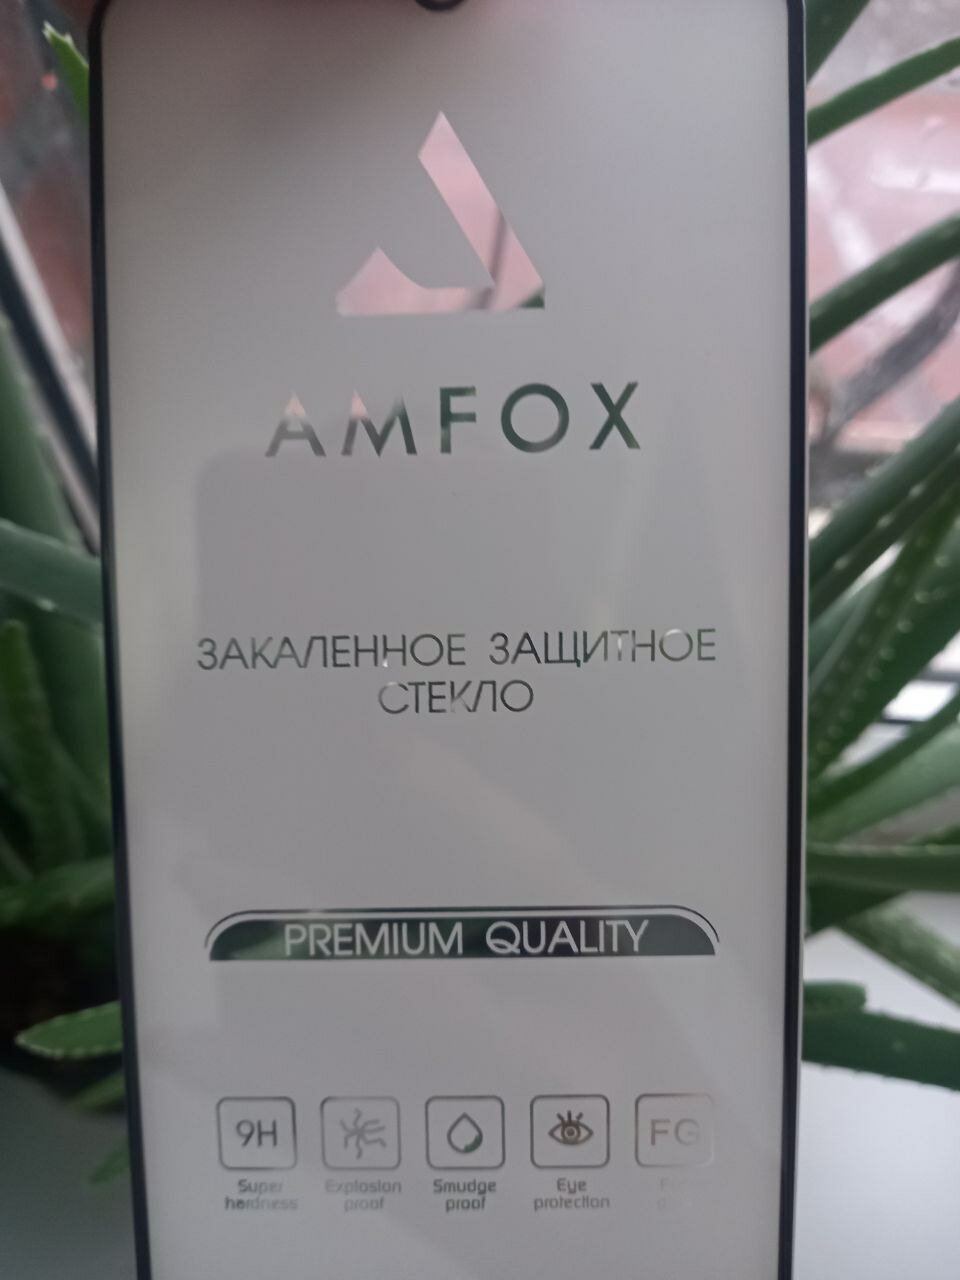 AMFOX
ЗАКАЛЕННОЕ ЗАЩИТНОЕ
СТЕКЛО
PREMIUM QUALITY
9H
FG
Super
hardness
Explosion
proof
Smudge
proof
Eye
protection